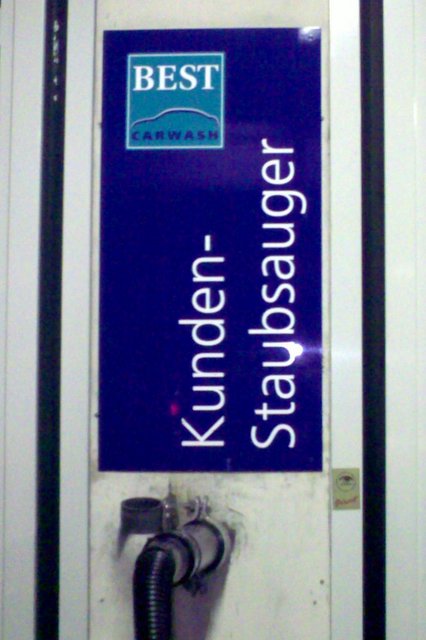 BEST
CARWASH
Kunden-
Staubsauger